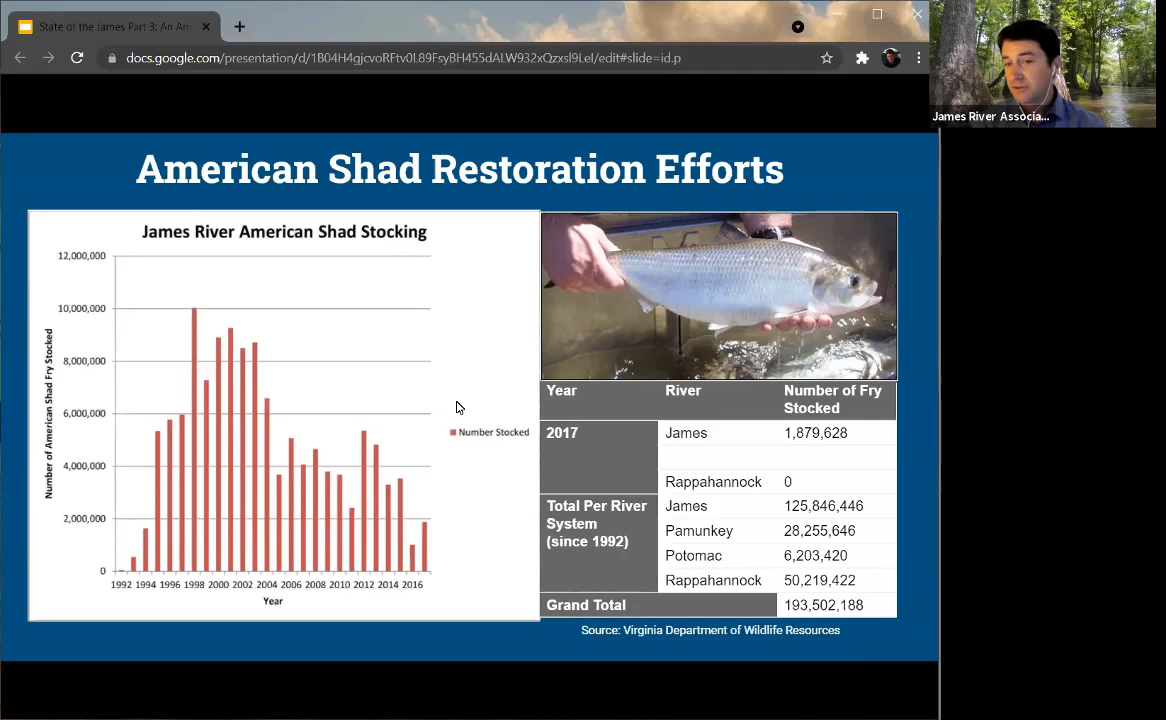 State of the James Part 3: An Am
docs.google.com/presentation/d/1B04H4gjcvoRFtv0L89FsyBH455dALW932xQzxsl9LeI/edit#slide=id.p
James River Associa...
American Shad Restoration Efforts
James River American Shad Stocking
Number of American Shad Fry Stocked
12,000,000
10,000,000
8,000,000
6,000,000
4,000,000
2,000,000
0
1992 1994 1996 1998 2000 2002 2004 2006 2008 2010 2012 2014 2016
Year
Number Stocked
Year River Number of Fry
Stocked
2017 James 1,879,628
Rappahannock 0
Total Per River James 125,846,446
System Pamunkey 28,255,646
(since 1992) Potomac 6,203,420
Rappahannock 50,219,422
Grand Total 193,502,188
Source: Virginia Department of Wildlife Resources